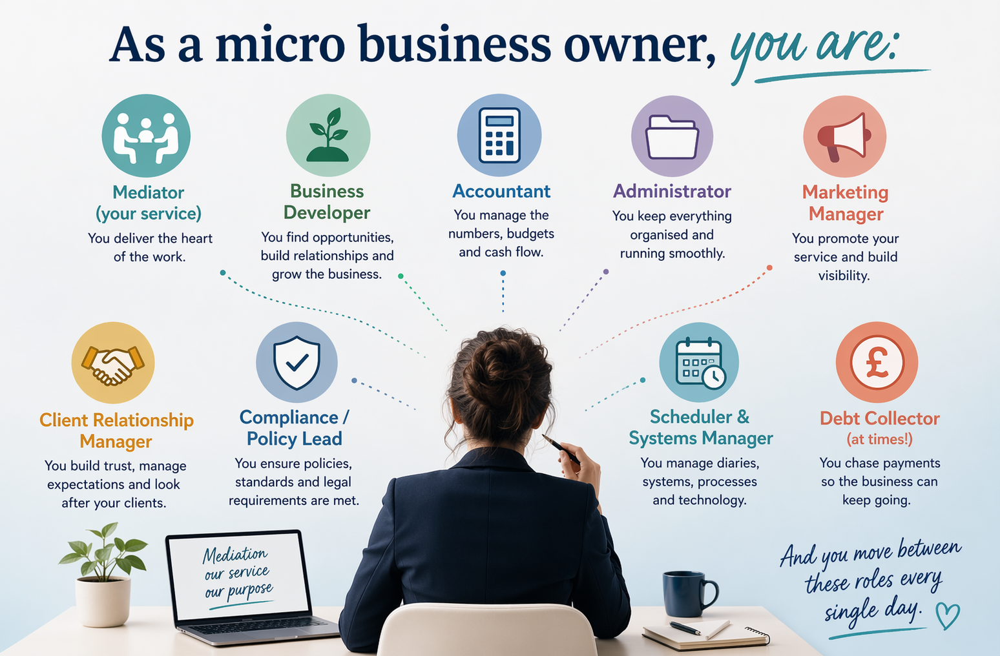 As a micro business owner, you are:
Mediator
(your service)
You deliver the heart
of the work.
Business
Developer
You find opportunities,
build relationships and
grow the business.
Accountant
You manage the
numbers, budgets
and cash flow.
Administrator
You keep everything
organised and
running smoothly.
Marketing
Manager
You promote your
service and build
visibility.
Client Relationship
Manager
You build trust, manage
expectations and look
after your clients.
Compliance /
Policy Lead
You ensure policies,
standards and legal
requirements are met.
Scheduler &
Systems Manager
You manage diaries,
systems, processes
and technology.
£
Debt Collector
(at times!)
You chase payments
so the business can
keep going.
Mediation
our service
our purpose
And you move between
these roles every
single day.